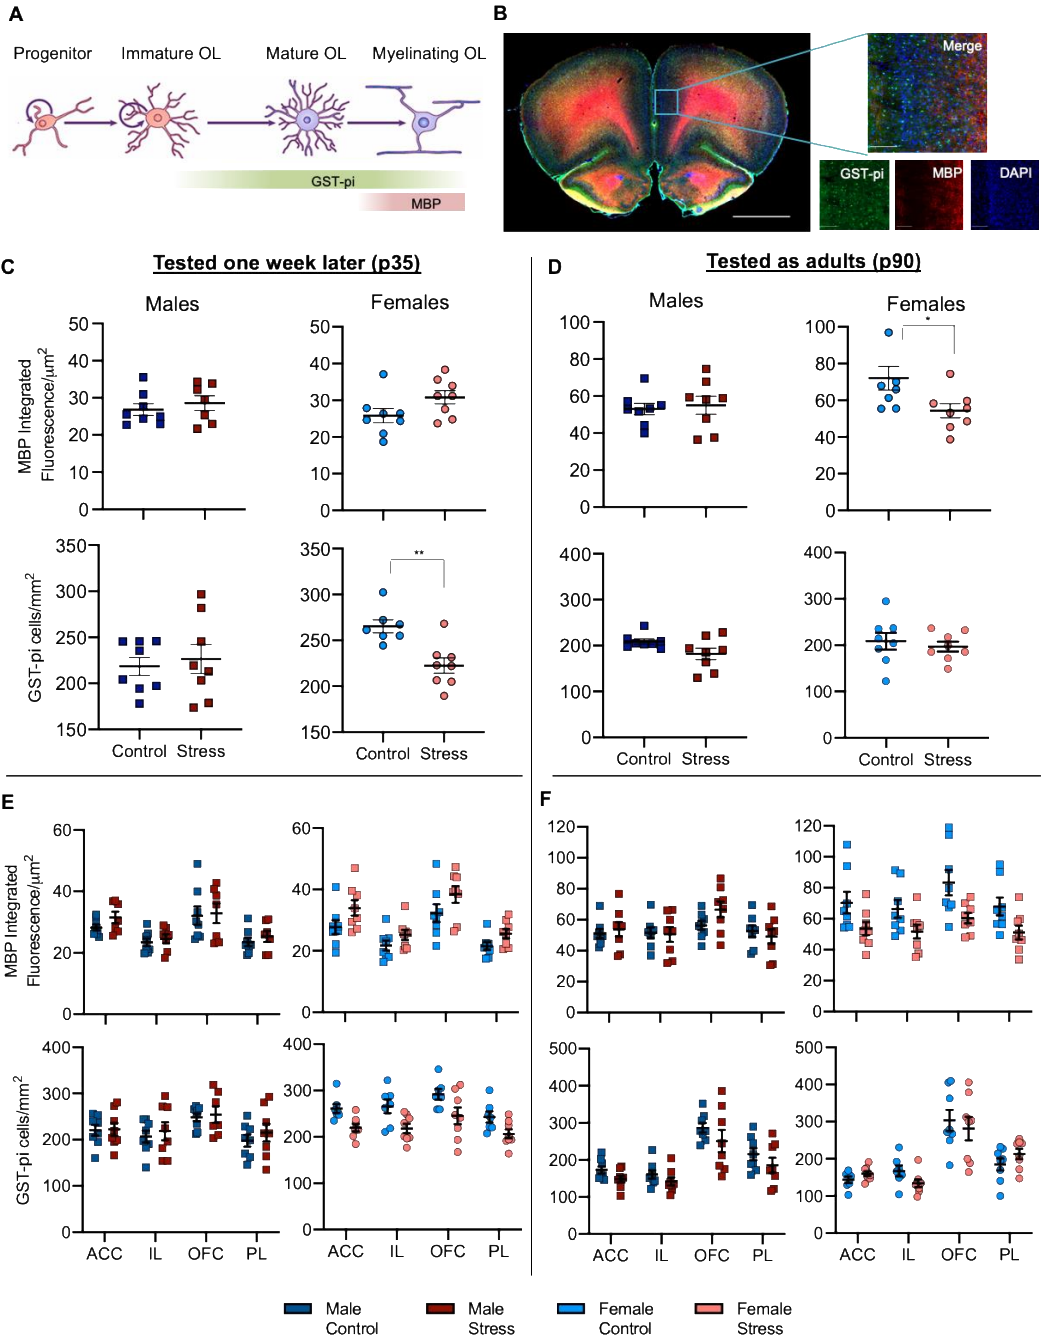 A
Progenitor
Immature OL
Mature OL
Myelinating OL
GST-pi
MBP
B
Merge
GST-pi
MBP
DAPI
C
Tested one week later (p35)
Males
Females
MBP Integrated
Fluorescence/μm2
50
40
30
20
10
0
50
40
30
20
10
0
GST-pi cells/mm2
350
300
250
200
150
350
300
250
200
150
**
Control
Stress
Control
Stress
D
Tested as adults (p90)
Males
Females
100
80
60
40
20
0
100
80
60
40
20
0
*
400
300
200
100
0
400
300
200
100
0
Control
Stress
Control
Stress
E
MBP Integrated
Fluorescence/μm2
60
40
20
0
60
40
20
0
GST-pi cells/mm2
400
300
200
100
0
400
300
200
100
0
ACC
IL
OFC
PL
ACC
IL
OFC
PL
F
120
100
80
60
40
20
0
120
100
80
60
40
20
0
500
400
300
200
100
0
500
400
300
200
100
0
ACC
IL
OFC
PL
ACC
IL
OFC
PL
Male
Control
Male
Stress
Female
Control
Female
Stress